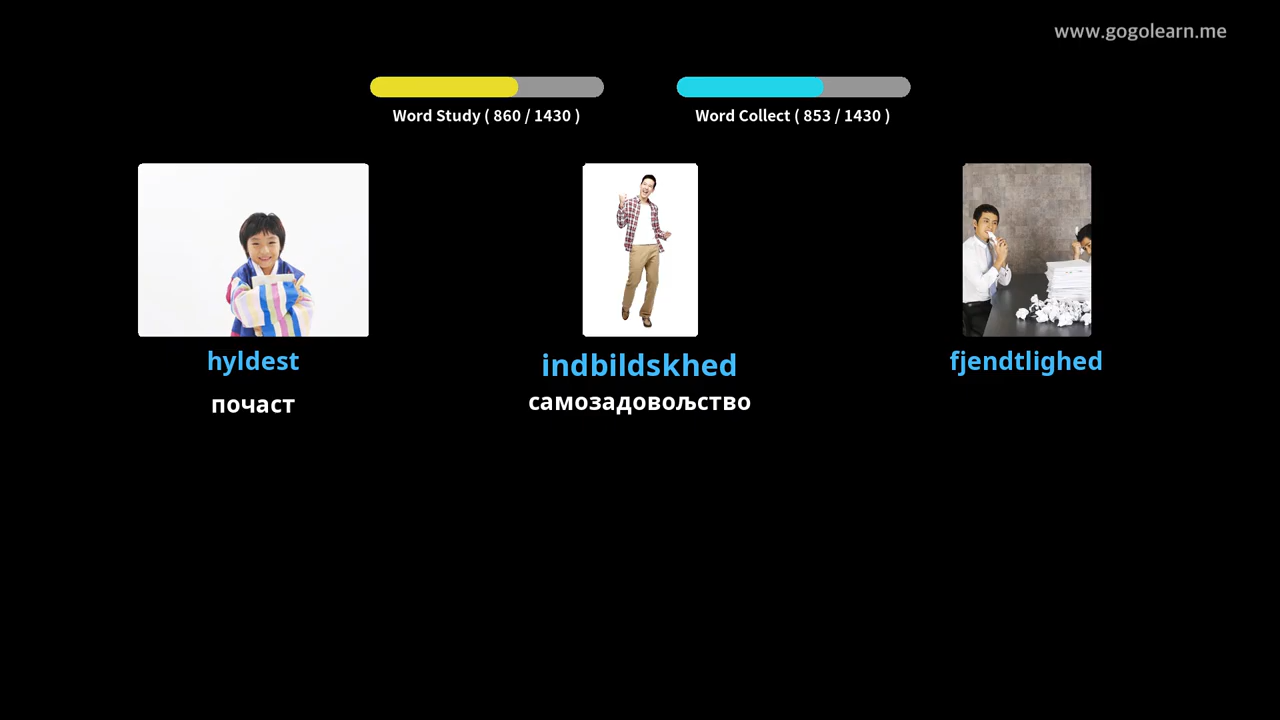 www.gogolearn.me
Word Study ( 860 / 1430 )
Word Collect ( 853 / 1430 )
hyldest
indbildskhed
fjendtlighed
почаст
самозадовољство